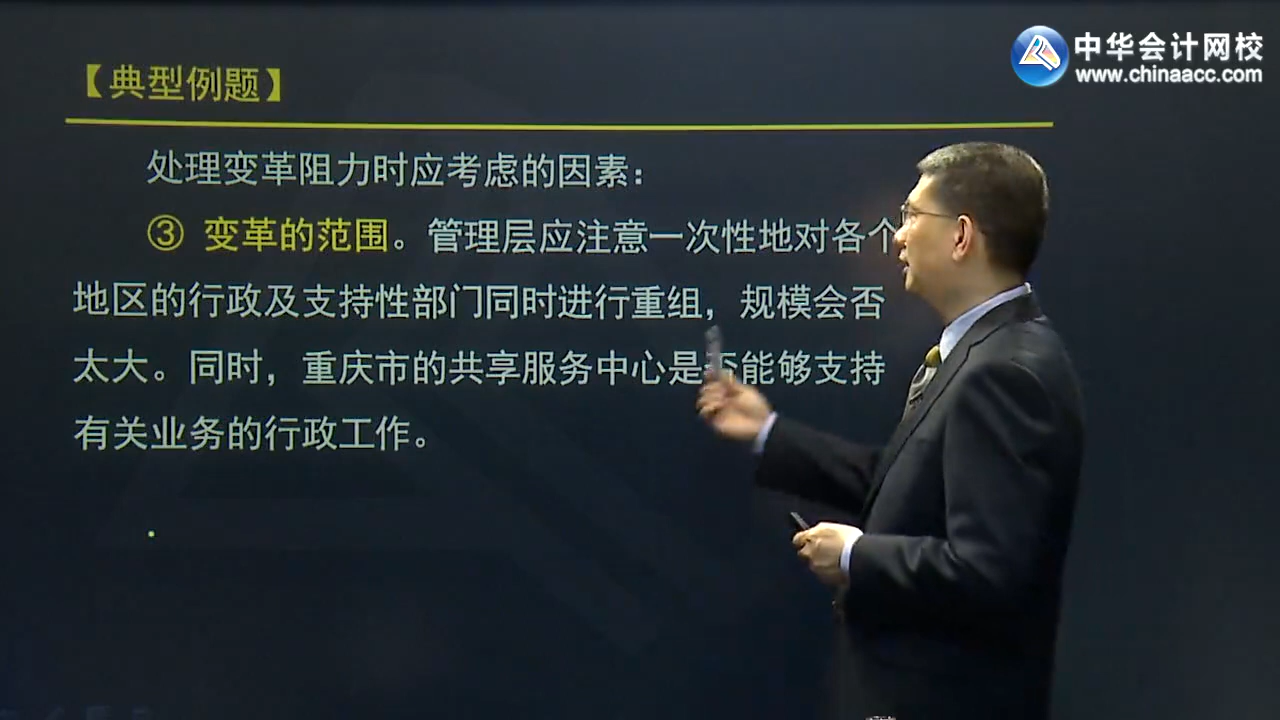 中华会计网校
www.chinaacc.com
【典型例题】
处理变革阻力时应考虑的因素：
③ 变革的范围。管理层应注意一次性地对各个
地区的行政及支持性部门同时进行重组，规模会否
太大。同时，重庆市的共享服务中心是否能够支持
有关业务的行政工作。